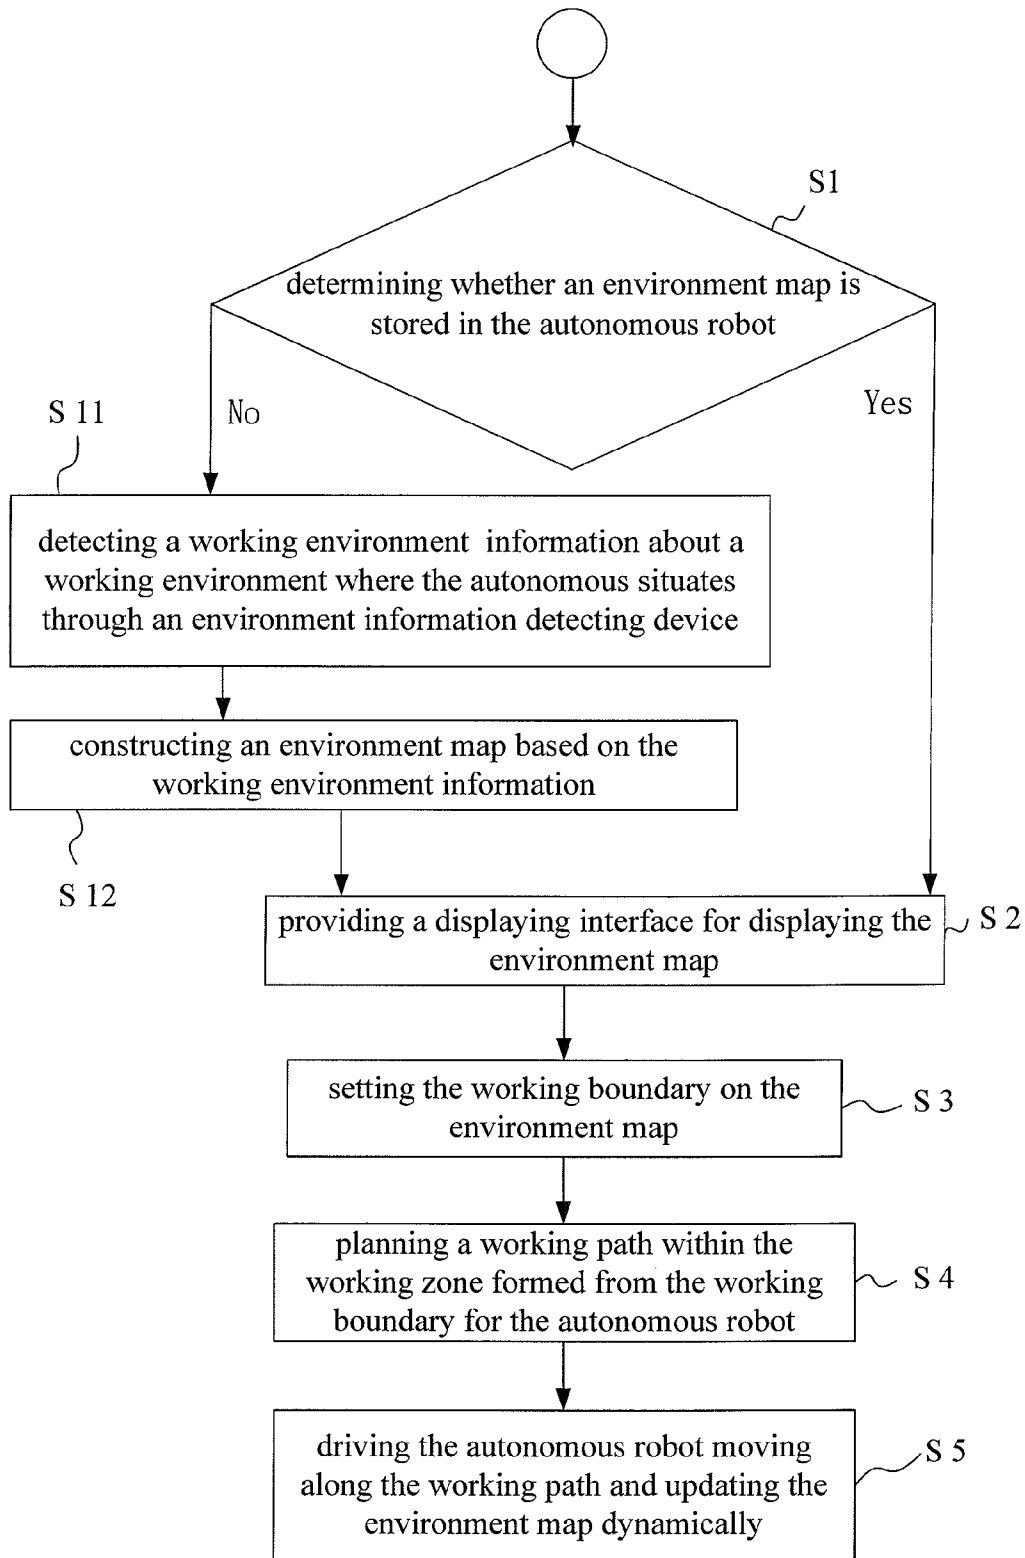 S1
determining whether an environment map is
stored in the autonomous robot
No
Yes
S 11
detecting a working environment information about a
working environment where the autonomous situates
through an environment information detecting device
constructing an environment map based on the
working environment information
S 12
providing a displaying interface for displaying the
environment map
S 2
setting the working boundary on the
environment map
S 3
planning a working path within the
working zone formed from the working
boundary for the autonomous robot
S 4
driving the autonomous robot moving
along the working path and updating the
environment map dynamically
S 5